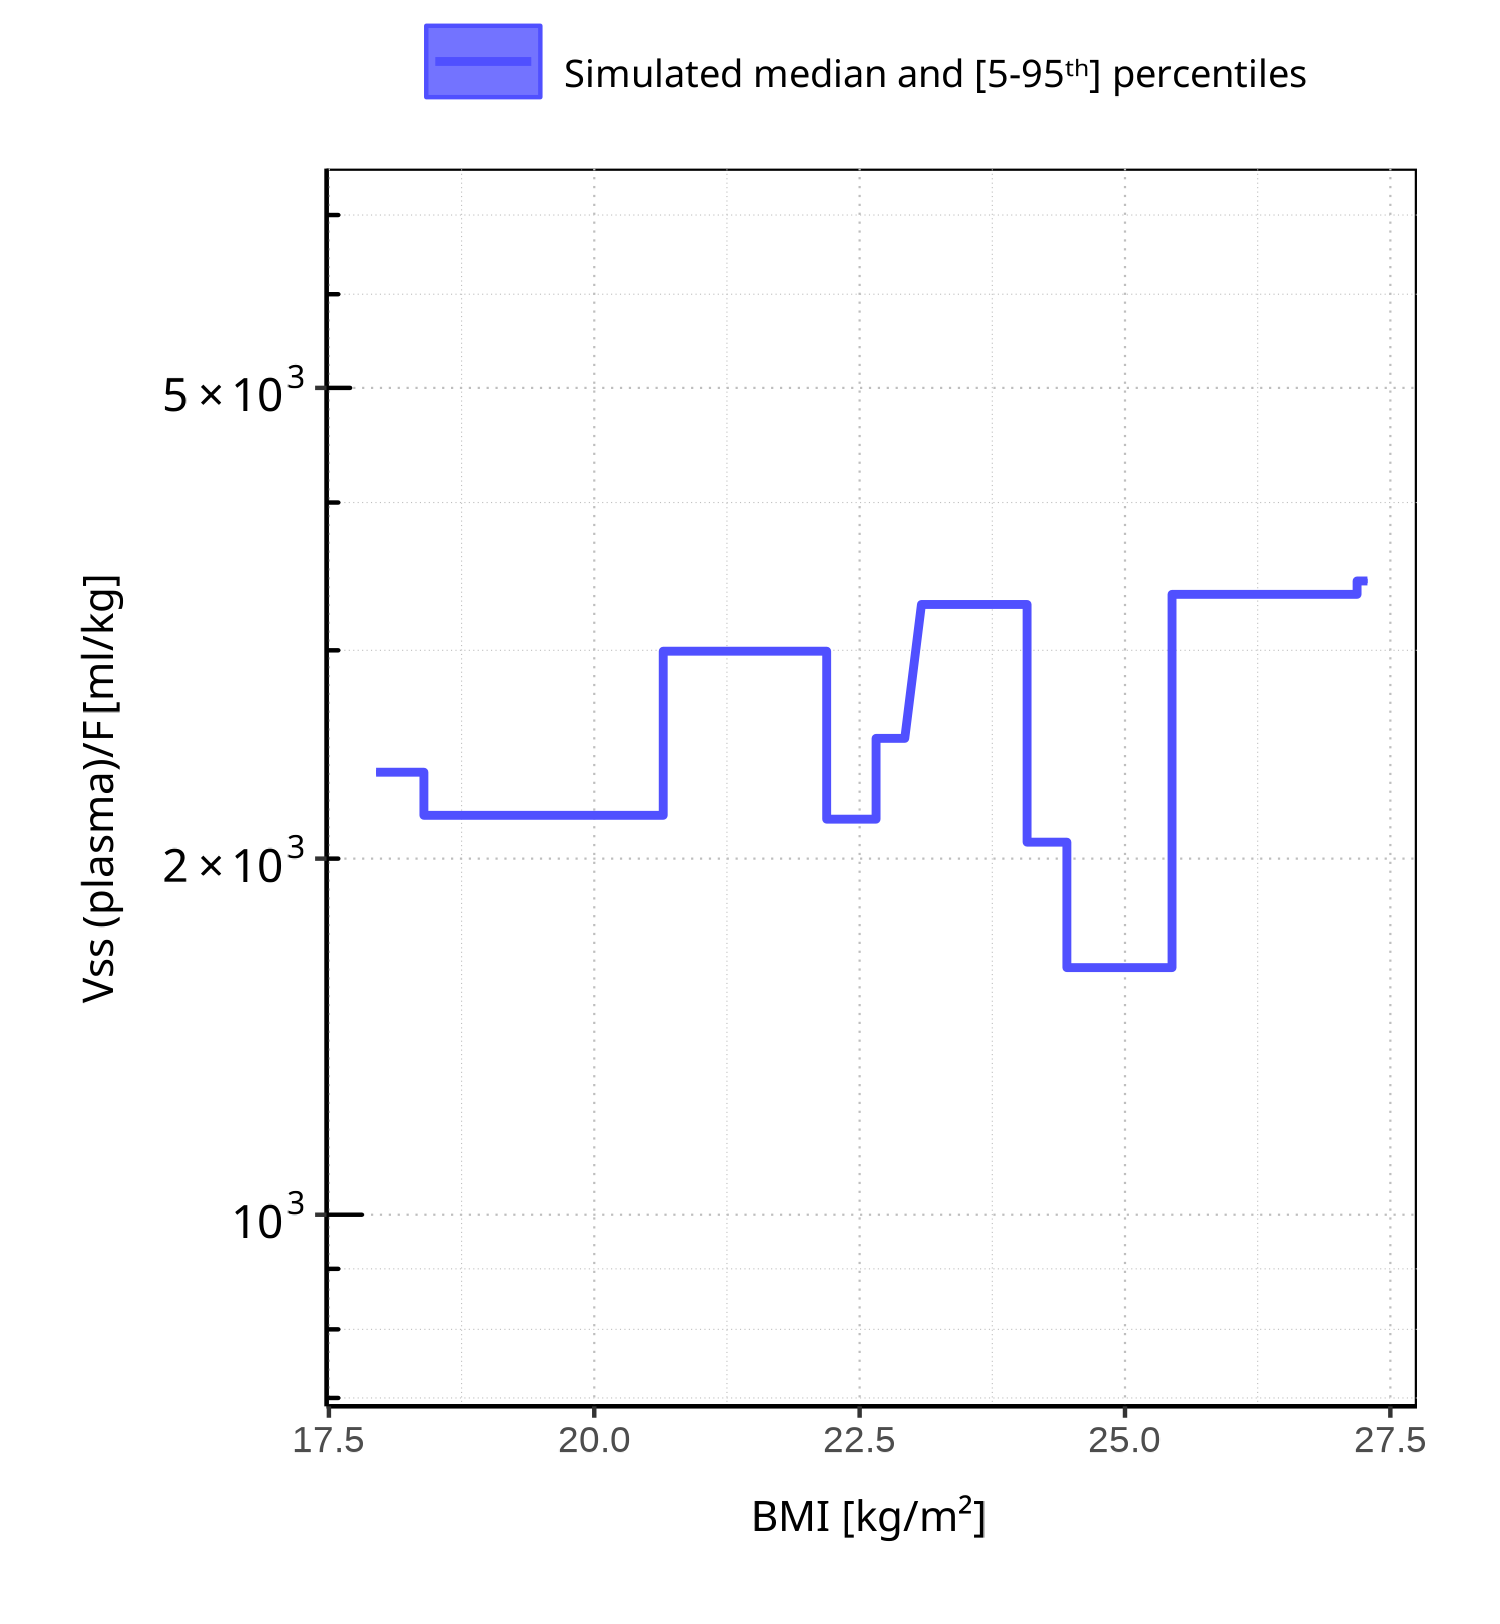 Simulated median and [5-95ᵗʰ] percentiles
Vss (plasma)/F [ml/kg]
5 × 10³
2 × 10³
10³
17.5 20.0 22.5 25.0 27.5
BMI [kg/m²]